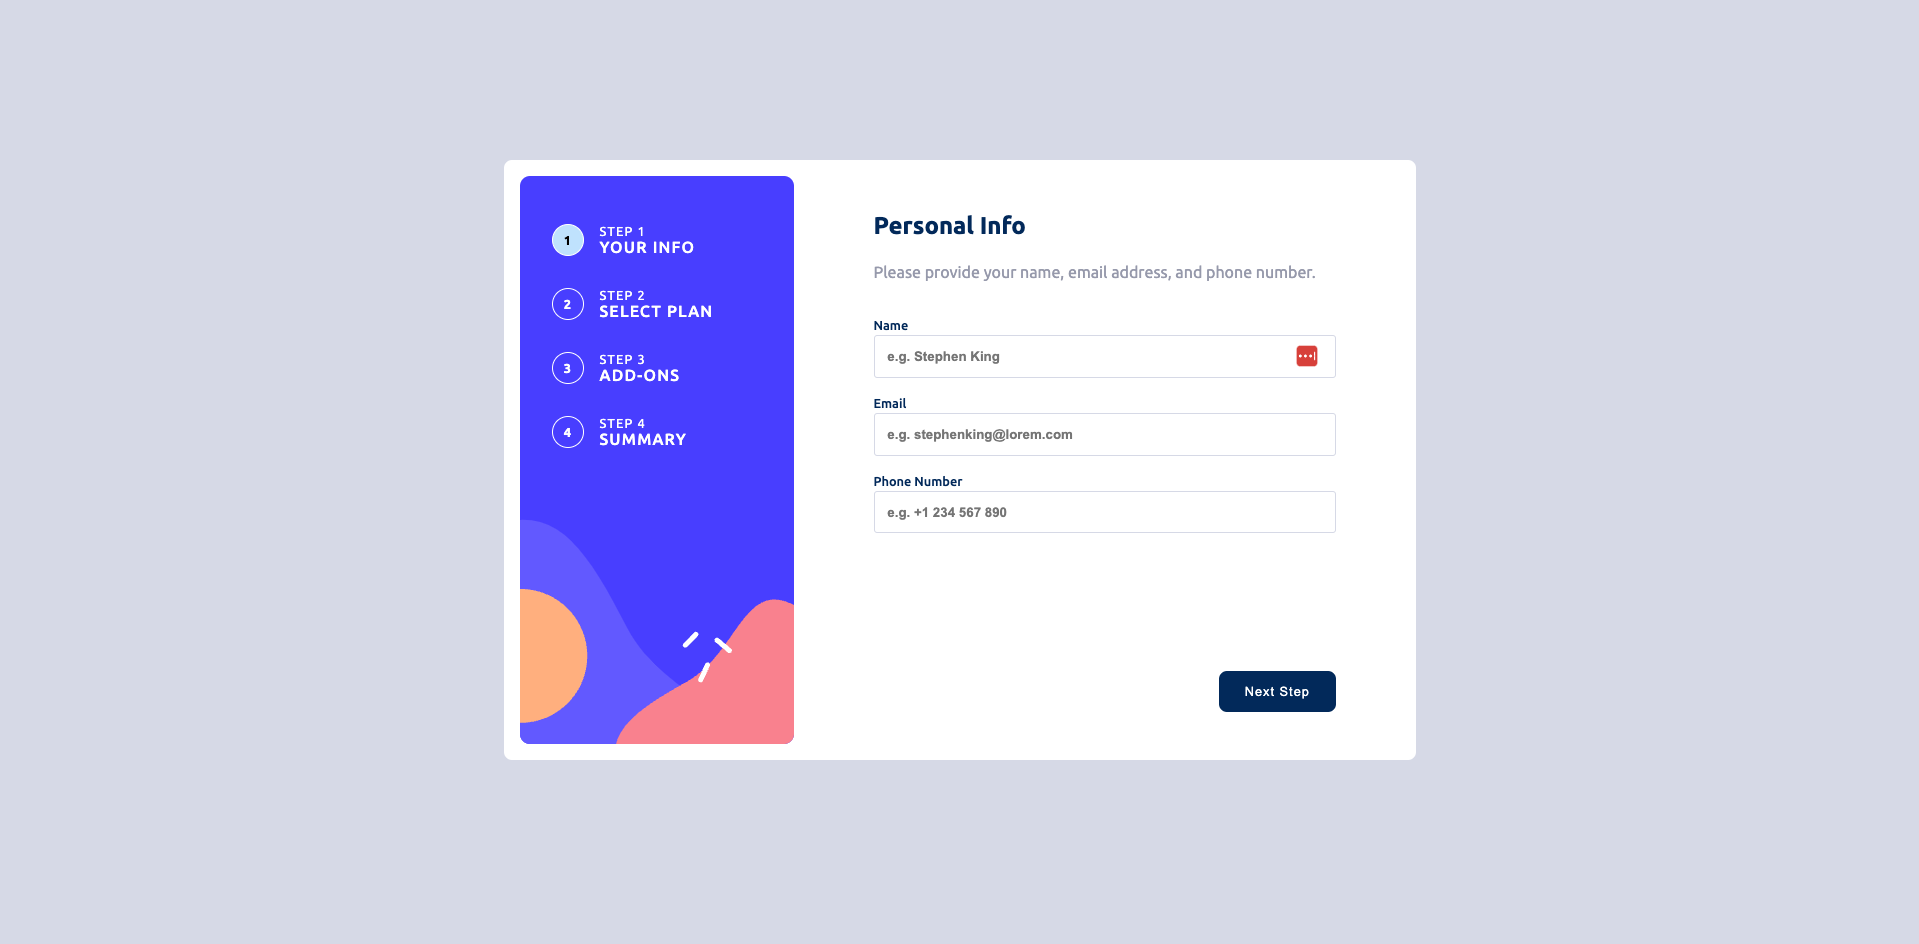 1
STEP 1
YOUR INFO
2
STEP 2
SELECT PLAN
3
STEP 3
ADD-ONS
4
STEP 4
SUMMARY
Personal Info
Please provide your name, email address, and phone number.
Name
e.g. Stephen King
Email
e.g. stephenking@lorem.com
Phone Number
e.g. +1 234 567 890
Next Step